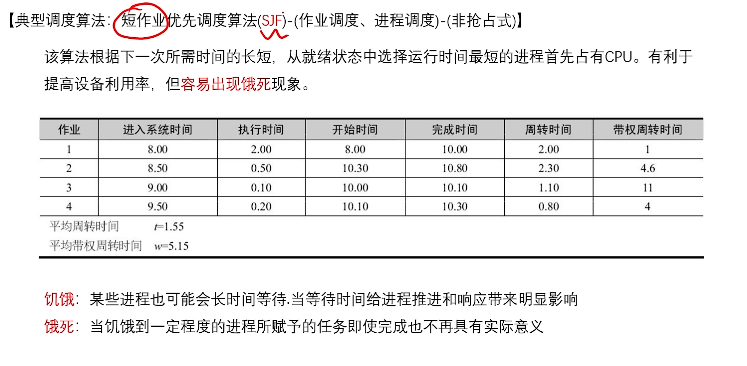 【典型调度算法：短作业优先调度算法(SJF)-(作业调度、进程调度)-(非抢占式)】
该算法根据下一次所需时间的长短，从就绪状态中选择运行时间最短的进程首先占有CPU。有利于
提高设备利用率，但容易出现饿死现象。
作业 进入系统时间 执行时间 开始时间 完成时间 周转时间 带权周转时间
1 8.00 2.00 8.00 10.00 2.00 1
2 8.50 0.50 10.30 10.80 2.30 4.6
3 9.00 0.10 10.00 10.10 1.10 11
4 9.50 0.20 10.10 10.30 0.80 4
平均周转时间 t=1.55
平均带权周转时间 w=5.15
饥饿：某些进程也可能会长时间等待.当等待时间给进程推进和响应带来明显影响
饿死：当饥饿到一定程度的进程所赋予的任务即使完成也不再具有实际意义